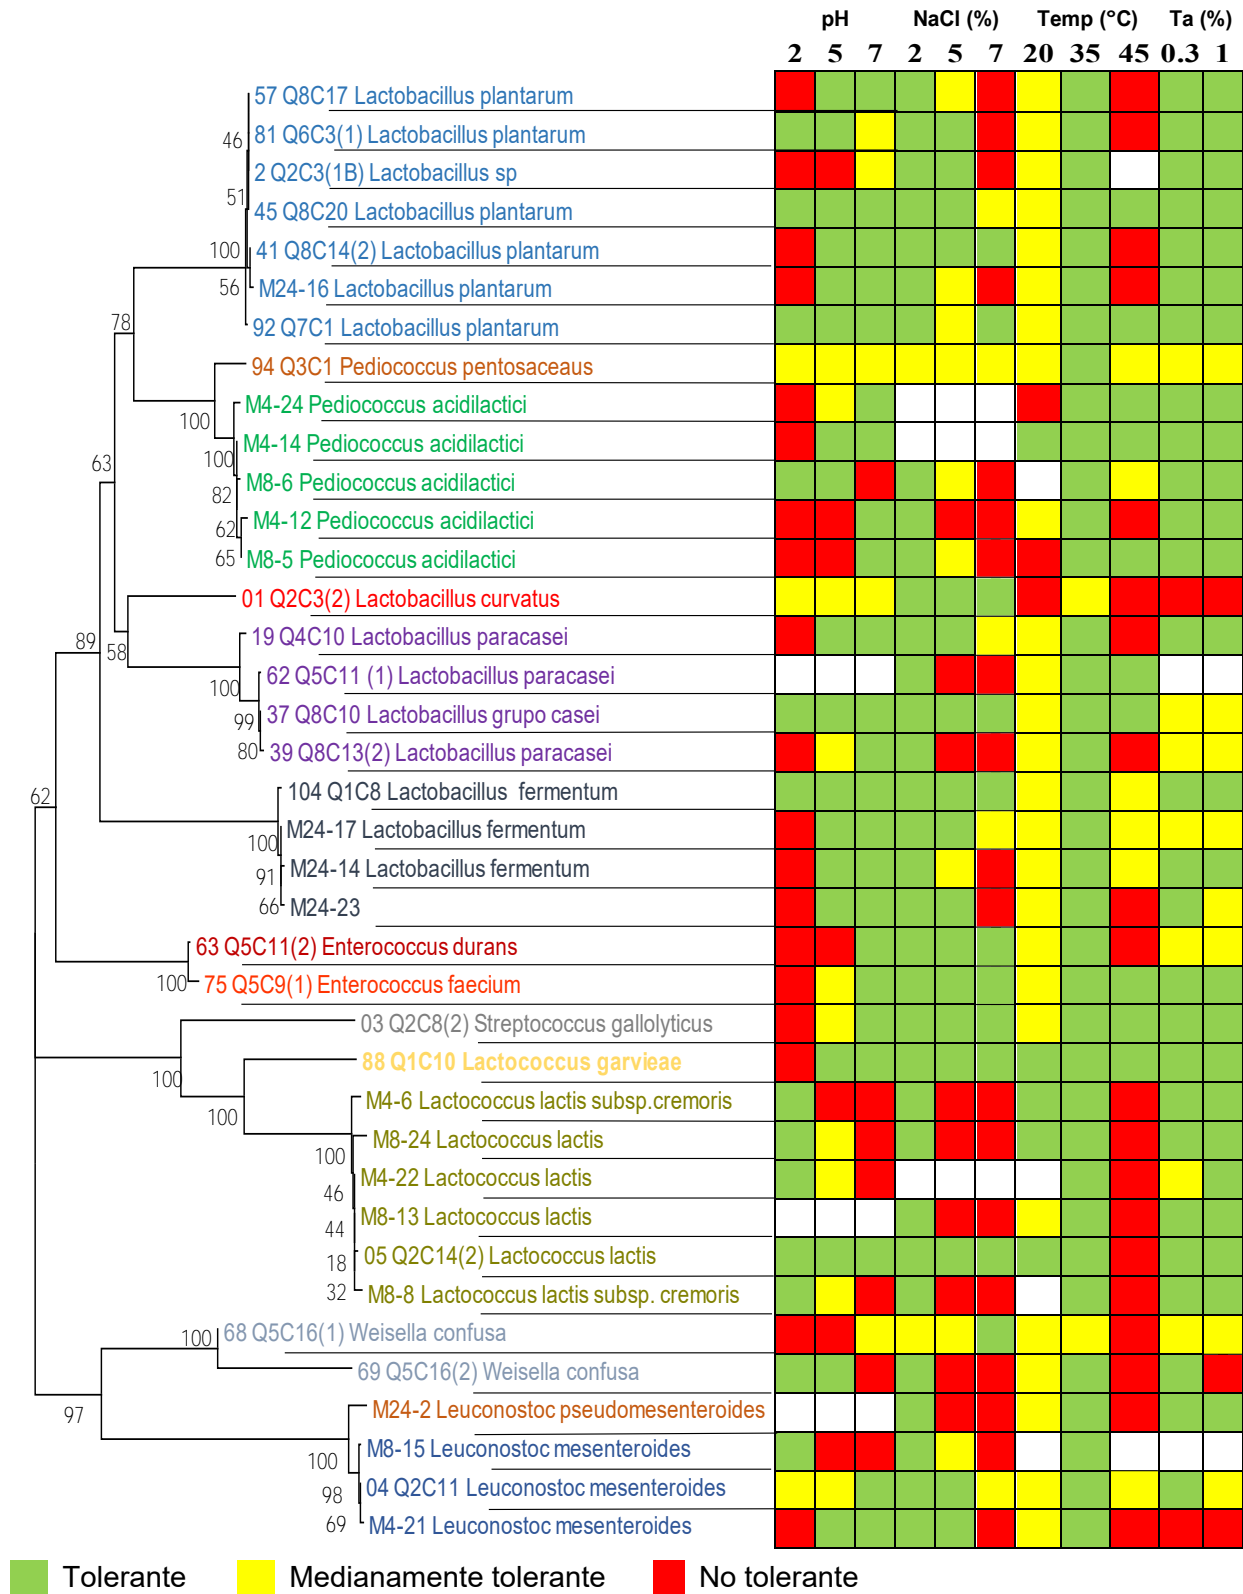 pH NaCl (%) Temp (°C) Ta (%)
2 5 7 2 5 7 20 35 45 0.3 1
57 Q8C17 Lactobacillus plantarum
46 81 Q6C3(1) Lactobacillus plantarum
2 Q2C3(1B) Lactobacillus sp
51
45 Q8C20 Lactobacillus plantarum
100 41 Q8C14(2) Lactobacillus plantarum
56 M24-16 Lactobacillus plantarum
78 92 Q7C1 Lactobacillus plantarum
94 Q3C1 Pediococcus pentosaceaus
M4-24 Pediococcus acidilactici
100
M4-14 Pediococcus acidilactici
100
63
M8-6 Pediococcus acidilactici
82
M4-12 Pediococcus acidilactici
62
65 M8-5 Pediococcus acidilactici
01 Q2C3(2) Lactobacillus curvatus
89 19 Q4C10 Lactobacillus paracasei
58
62 Q5C11 (1) Lactobacillus paracasei
100
37 Q8C10 Lactobacillus grupo casei
99
80 39 Q8C13(2) Lactobacillus paracasei
62 104 Q1C8 Lactobacillus fermentum
M24-17 Lactobacillus fermentum
100
M24-14 Lactobacillus fermentum
91
66 M24-23
63 Q5C11(2) Enterococcus durans
100 75 Q5C9(1) Enterococcus faecium
03 Q2C8(2) Streptococcus gallolyticus
88 Q1C10 Lactococcus garvieae
100
M4-6 Lactococcus lactis subsp.cremoris
100
M8-24 Lactococcus lactis
100
M4-22 Lactococcus lactis
46
M8-13 Lactococcus lactis
44
05 Q2C14(2) Lactococcus lactis
18
32 M8-8 Lactococcus lactis subsp. cremoris
100 68 Q5C16(1) Weisella confusa
69 Q5C16(2) Weisella confusa
97 M24-2 Leuconostoc pseudomesenteroides
M8-15 Leuconostoc mesenteroides
100
04 Q2C11 Leuconostoc mesenteroides
98
69 M4-21 Leuconostoc mesenteroides
Tolerante Medianamente tolerante No tolerante